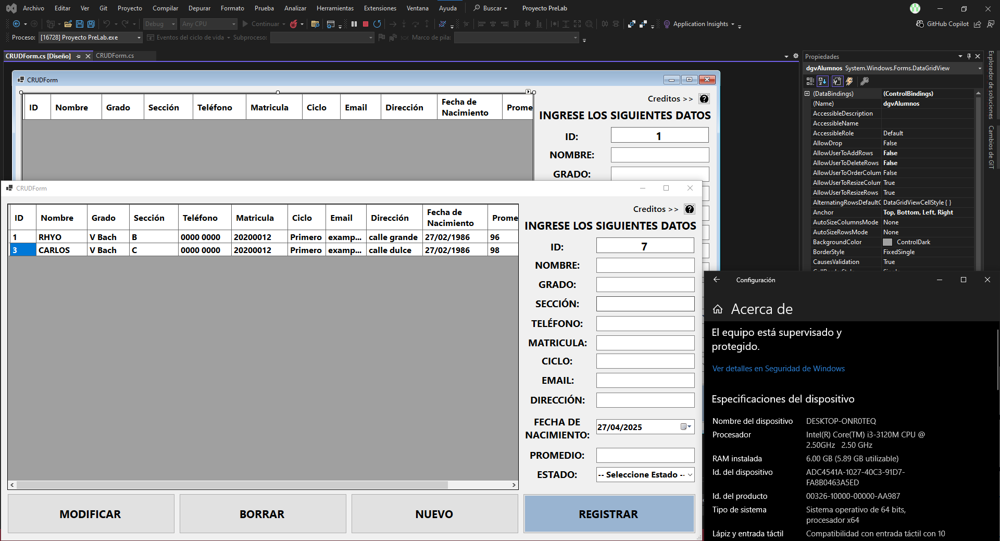 Archivo Editar Ver Git Proyecto Compilar Depurar Formato Prueba Analizar Herramientas Extensiones Ventana Ayuda Buscar Proyecto PreLab
Debug Any CPU Continuar Application Insights GitHub Copilot
Proceso: [16728] Proyecto PreLab.exe Eventos del ciclo de vida Subproceso: Marco de pila:
CRUDForm.cs [Diseño] CRUDForm.cs
CRUDForm
ID Nombre Grado Sección Teléfono Matricula Ciclo Email Dirección Fecha de Nacimiento Prome
Creditos >>
INGRESE LOS SIGUIENTES DATOS
ID: 1
NOMBRE:
GRADO:
CRUDForm
ID Nombre Grado Sección Teléfono Matricula Ciclo Email Dirección Fecha de Nacimiento Prome
1 RHYO V Bach B 0000 0000 20200012 Primero examp... calle grande 27/02/1986 96
3 CARLOS V Bach C 0000 0000 20200012 Primero examp... calle dulce 27/02/1986 98
Creditos >>
INGRESE LOS SIGUIENTES DATOS
ID: 7
NOMBRE:
GRADO:
SECCIÓN:
TELÉFONO:
MATRICULA:
CICLO:
EMAIL:
DIRECCIÓN:
FECHA DE
NACIMIENTO: 27/04/2025
PROMEDIO:
ESTADO: -- Seleccione Estado --
MODIFICAR BORRAR NUEVO REGISTRAR
Propiedades
dgvAlumnos System.Windows.Forms.DataGridView
(DataBindings) (ControlBindings)
(Name) dgvAlumnos
AccessibleDescription
AccessibleName
AccessibleRole Default
AllowDrop False
AllowUserToAddRows False
AllowUserToDeleteRows False
AllowUserToOrderColum False
AllowUserToResizeColum True
AllowUserToResizeRows True
AlternatingRowsDefaultC DataGridViewCellStyle { }
Anchor Top, Bottom, Left, Right
AutoSizeColumnsMode None
AutoSizeRowsMode None
BackgroundColor ControlDark
BorderStyle FixedSingle
CausesValidation True
Explorador de soluciones
Cambios de GIT
Configuración
Acerca de
El equipo está supervisado y
protegido.
Ver detalles en Seguridad de Windows
Especificaciones del dispositivo
Nombre del dispositivo DESKTOP-ONR0TEQ
Procesador Intel(R) Core(TM) i3-3120M CPU @
2.50GHz 2.50 GHz
RAM instalada 6.00 GB (5.89 GB utilizable)
Id. del dispositivo ADC4541A-1027-40C3-91D7-
FA8B0463A5ED
Id. del producto 00326-10000-00000-AA987
Tipo de sistema Sistema operativo de 64 bits,
procesador x64
Lápiz y entrada táctil Compatibilidad con entrada táctil con 10